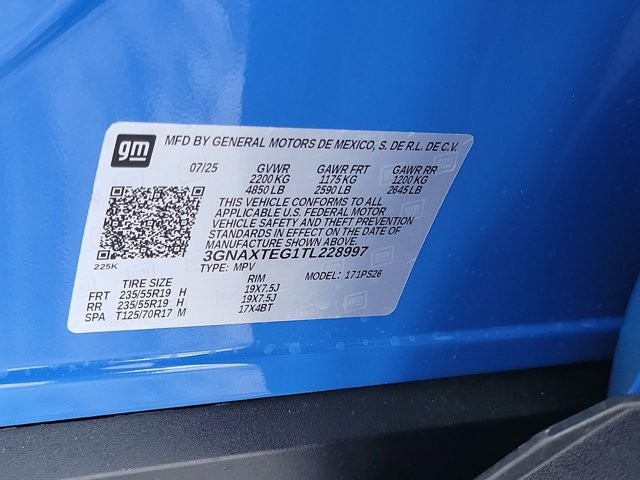 gm MFD BY GENERAL MOTORS DE MEXICO, S. DE R.L. DE C.V.
07/25 GVWR GAWR FRT GAWR RR
2200 KG 1175 KG 1200 KG
4850 LB 2590 LB 2645 LB
THIS VEHICLE CONFORMS TO ALL
APPLICABLE U.S. FEDERAL MOTOR
VEHICLE SAFETY AND THEFT PREVENTION
STANDARDS IN EFFECT ON THE DATE OF
MANUFACTURE SHOWN ABOVE.
3GNAXTEG1TL228997
225K TYPE: MPV MODEL: 171PS26
TIRE SIZE RIM
FRT 235/55R19 H 19X7.5J
RR 235/55R19 H 19X7.5J
SPA T125/70R17 M 17X4BT